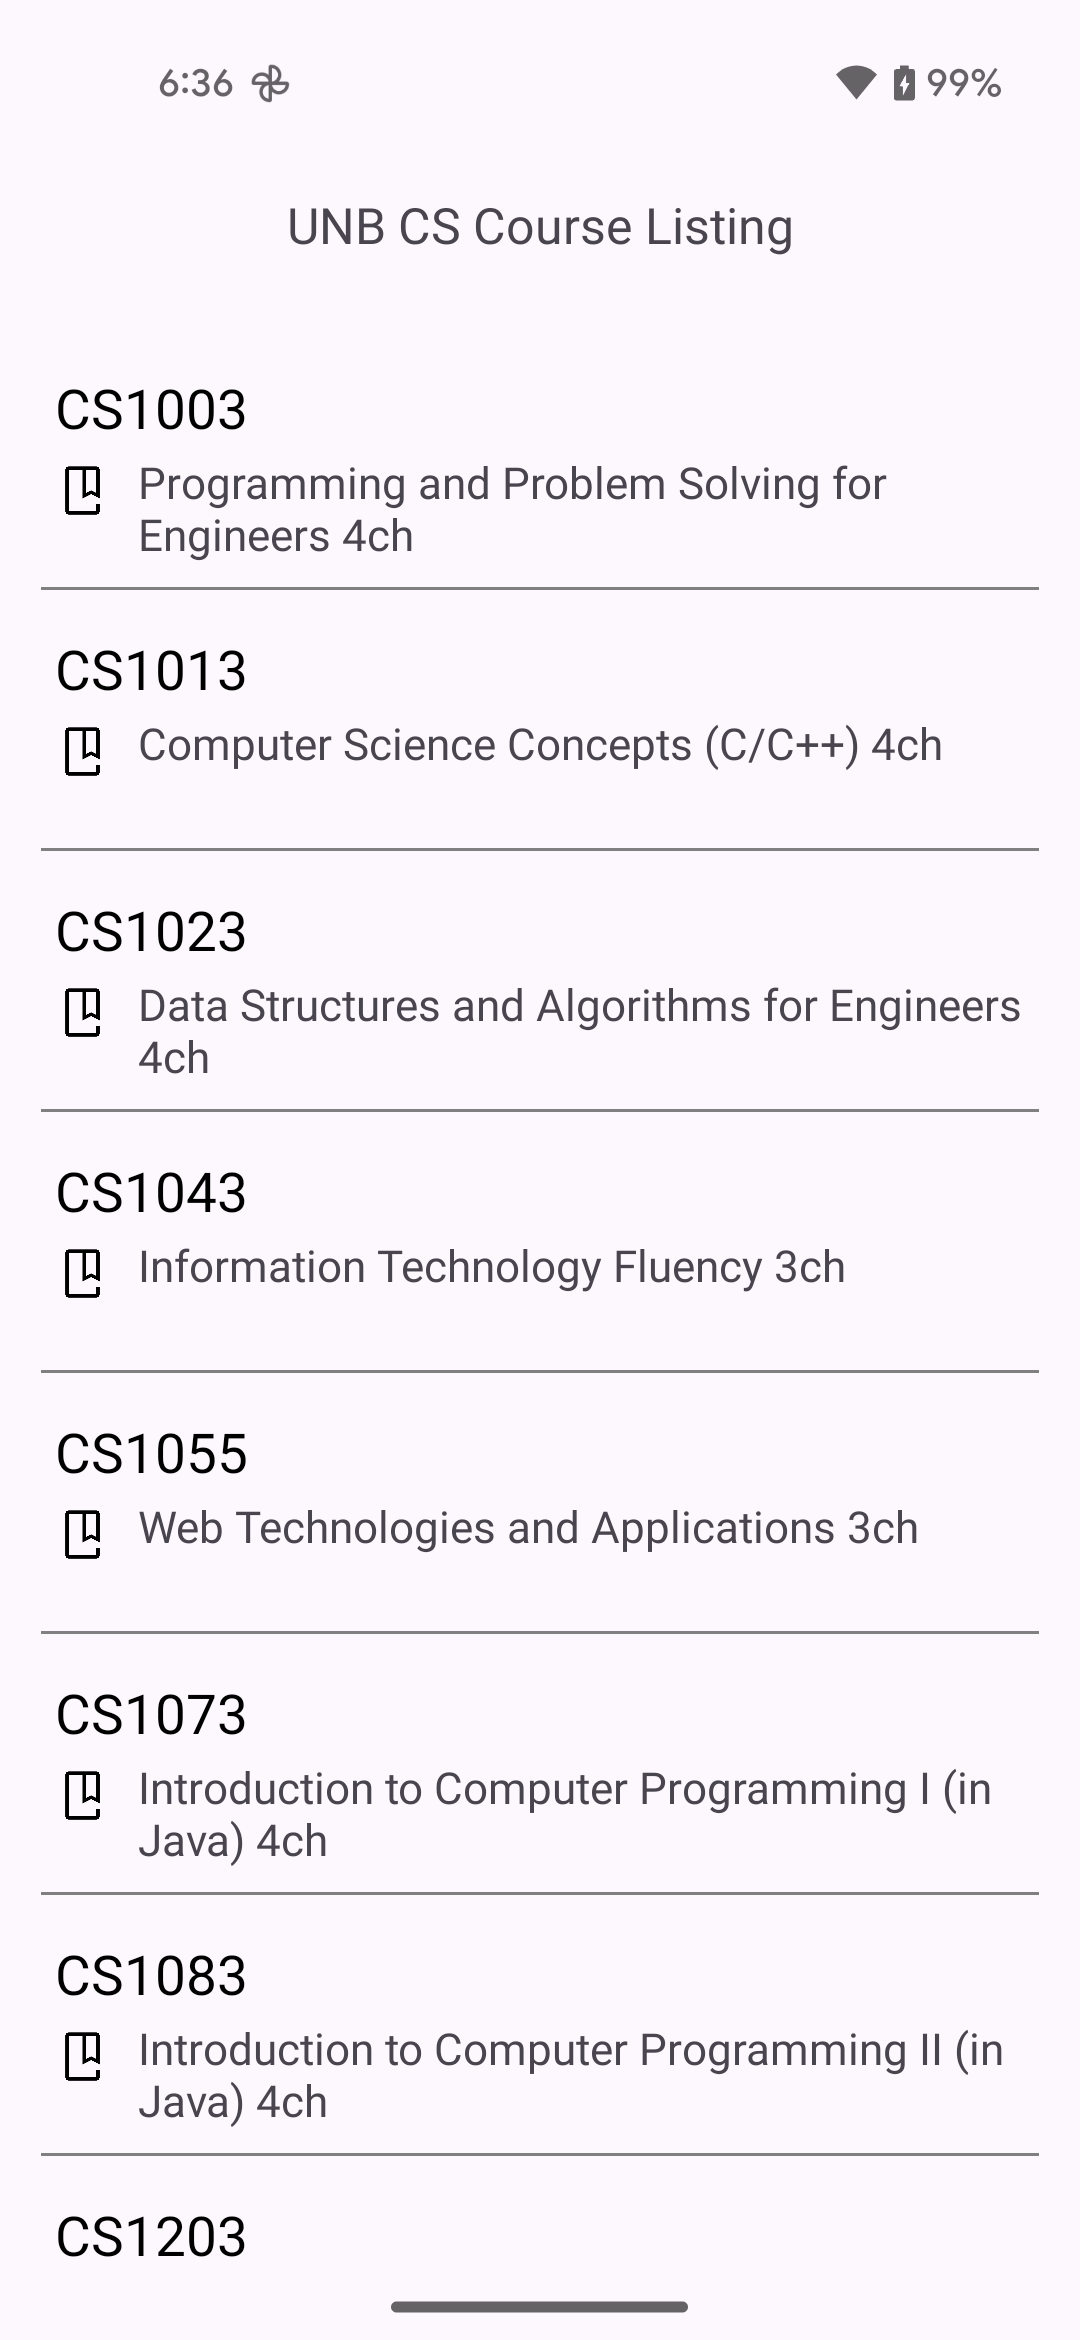 6:36 99%
UNB CS Course Listing
CS1003
Programming and Problem Solving for
Engineers 4ch
CS1013
Computer Science Concepts (C/C++) 4ch
CS1023
Data Structures and Algorithms for Engineers
4ch
CS1043
Information Technology Fluency 3ch
CS1055
Web Technologies and Applications 3ch
CS1073
Introduction to Computer Programming I (in
Java) 4ch
CS1083
Introduction to Computer Programming II (in
Java) 4ch
CS1203